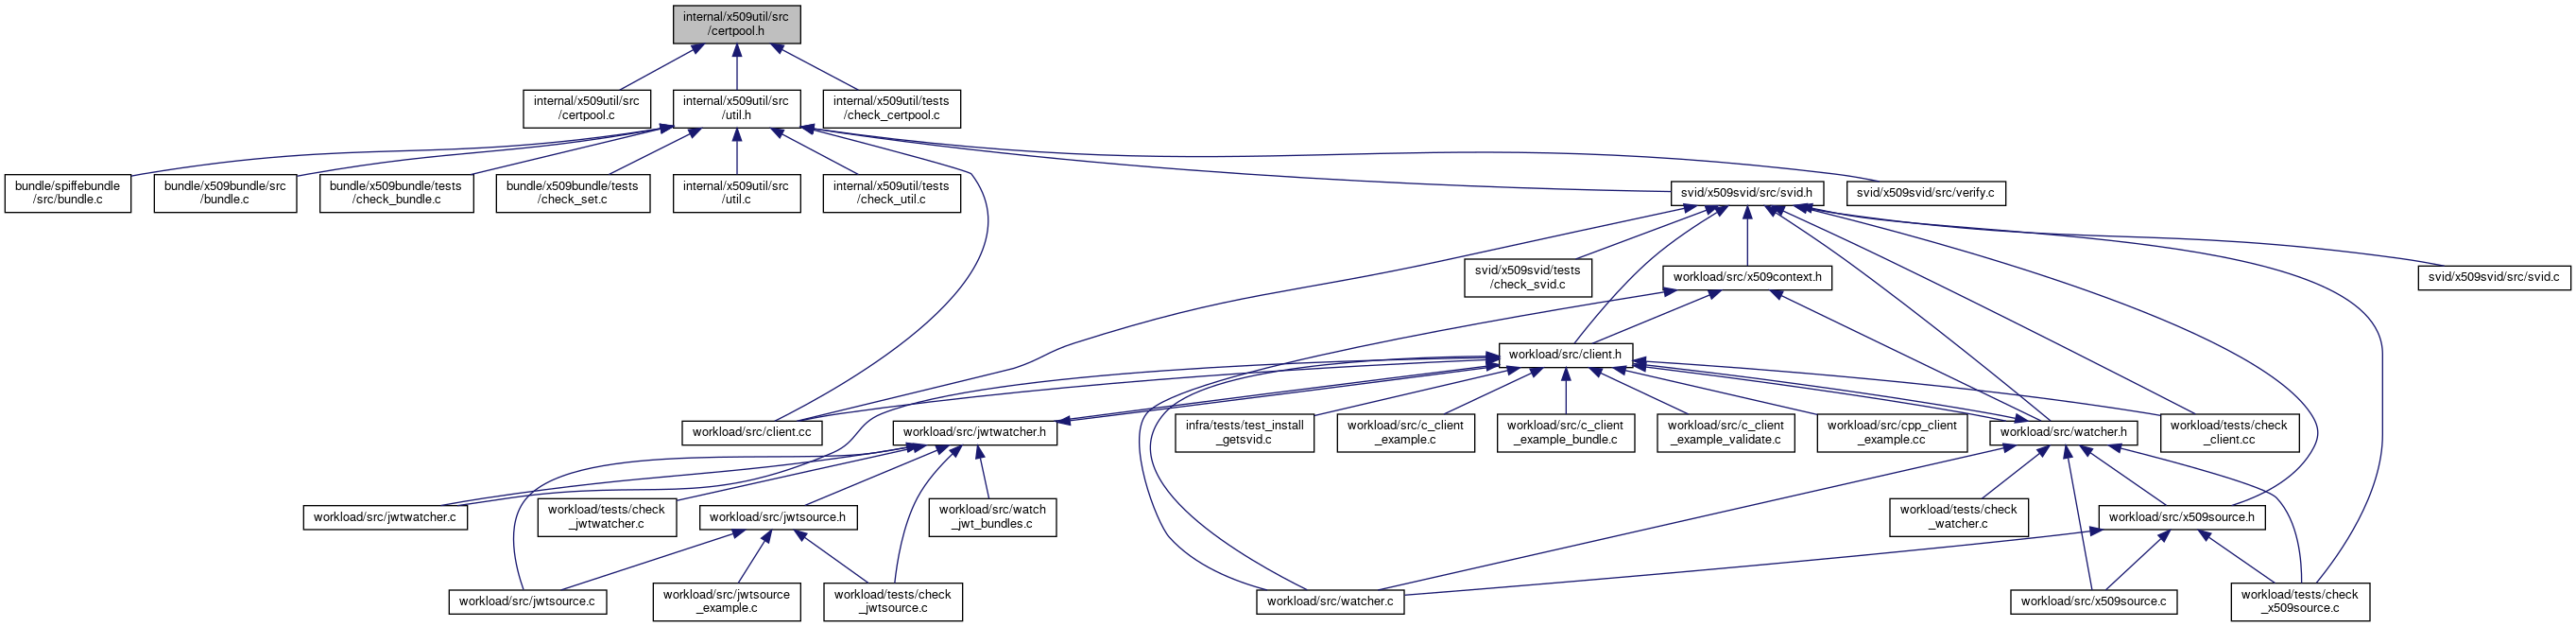 internal/x509util/src
/certpool.h
internal/x509util/src
/certpool.c
internal/x509util/src
/util.h
internal/x509util/tests
/check_certpool.c
bundle/spiffebundle
/src/bundle.c
bundle/x509bundle/src
/bundle.c
bundle/x509bundle/tests
/check_bundle.c
bundle/x509bundle/tests
/check_set.c
internal/x509util/src
/util.c
internal/x509util/tests
/check_util.c
svid/x509svid/src/svid.h
svid/x509svid/src/verify.c
svid/x509svid/tests
/check_svid.c
workload/src/x509context.h
svid/x509svid/src/svid.c
workload/src/client.h
workload/src/client.cc
workload/src/jwtwatcher.h
infra/tests/test_install
_getsvid.c
workload/src/c_client
_example.c
workload/src/c_client
_example_bundle.c
workload/src/c_client
_example_validate.c
workload/src/cpp_client
_example.cc
workload/src/watcher.h
workload/tests/check
_client.cc
workload/src/jwtwatcher.c
workload/tests/check
_jwtwatcher.c
workload/src/jwtsource.h
workload/src/watch
_jwt_bundles.c
workload/tests/check
_watcher.c
workload/src/x509source.h
workload/src/jwtsource.c
workload/src/jwtsource
_example.c
workload/tests/check
_jwtsource.c
workload/src/watcher.c
workload/src/x509source.c
workload/tests/check
_x509source.c